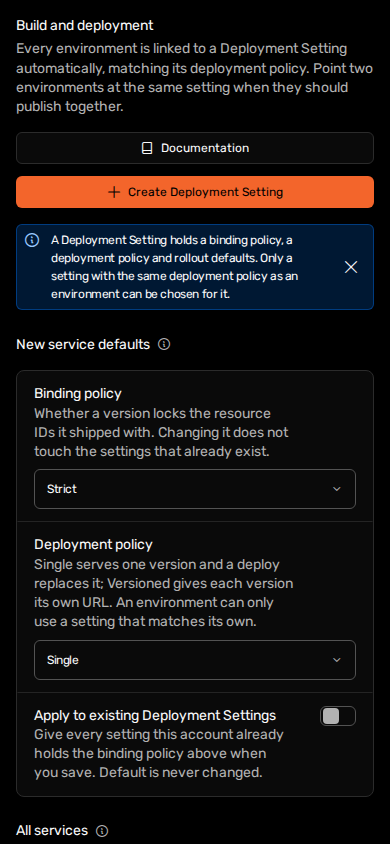 Build and deployment
Every environment is linked to a Deployment Setting
automatically, matching its deployment policy. Point two
environments at the same setting when they should
publish together.
Documentation
Create Deployment Setting
A Deployment Setting holds a binding policy, a
deployment policy and rollout defaults. Only a
setting with the same deployment policy as an
environment can be chosen for it.
New service defaults
Binding policy
Whether a version locks the resource
IDs it shipped with. Changing it does not
touch the settings that already exist.
Strict
Deployment policy
Single serves one version and a deploy
replaces it; Versioned gives each version
its own URL. An environment can only
use a setting that matches its own.
Single
Apply to existing Deployment Settings
Give every setting this account already
holds the binding policy above when
you save. Default is never changed.
All services